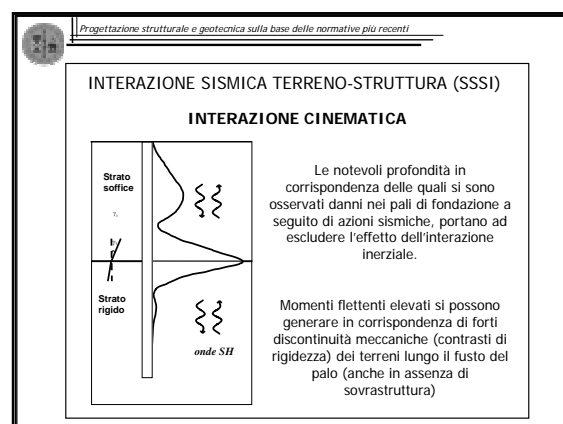 Progettazione strutturale e geotecnica sulla base delle normative più recenti
INTERAZIONE SISMICA TERRENO-STRUTTURA (SSSI)
INTERAZIONE CINEMATICA
Strato
soffice
Strato
rigido
onde SH
Le notevoli profondità in
corrispondenza delle quali si sono
osservati danni nei pali di fondazione a
seguito di azioni sismiche, portano ad
escludere l'effetto dell'interazione
inerziale.
Momenti flettenti elevati si possono
generare in corrispondenza di forti
discontinuità meccaniche (contrasti di
rigidezza) dei terreni lungo il fusto del
palo (anche in assenza di
sovrastruttura)